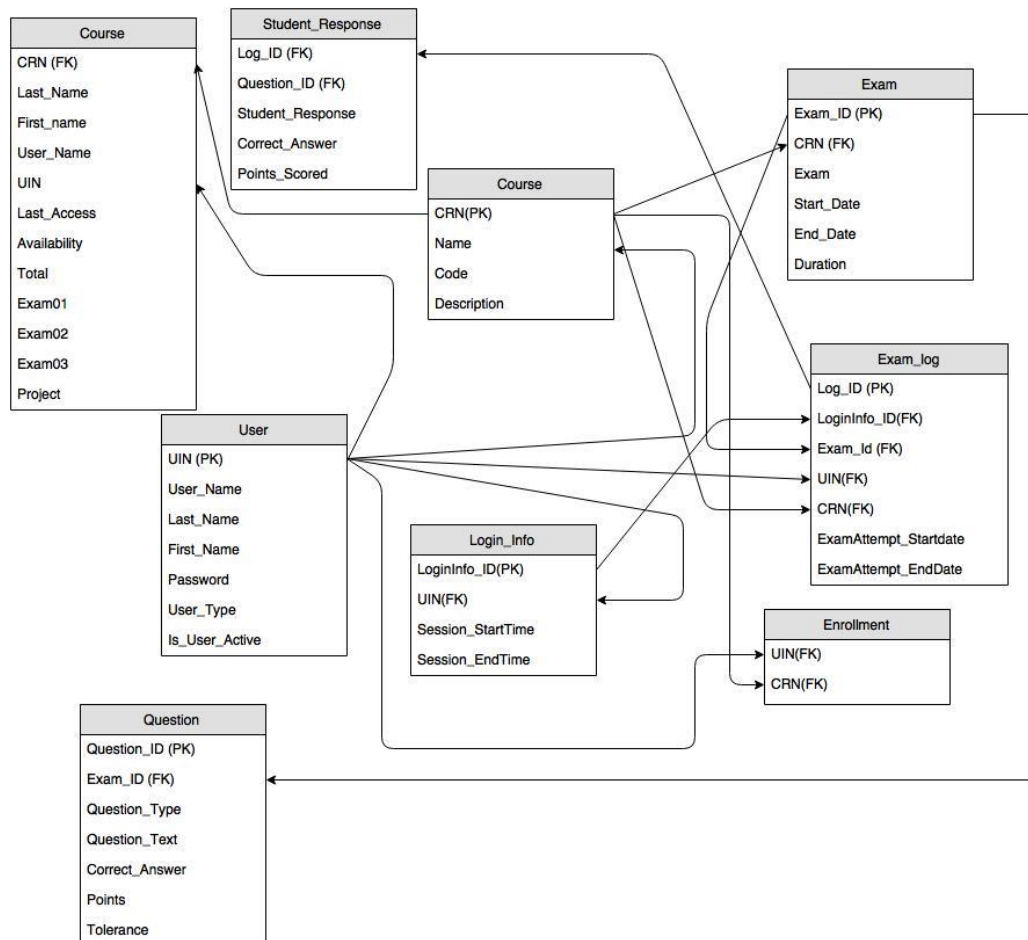 Course
CRN (FK)
Last_Name
First_name
User_Name
UIN
Last_Access
Availability
Total
Exam01
Exam02
Exam03
Project
Student_Response
Log_ID (FK)
Question_ID (FK)
Student_Response
Correct_Answer
Points_Scored
Course
CRN(PK)
Name
Code
Description
Exam
Exam_ID (PK)
CRN (FK)
Exam
Start_Date
End_Date
Duration
Exam_log
Log_ID (PK)
LoginInfo_ID(FK)
Exam_Id (FK)
UIN(FK)
CRN(FK)
ExamAttempt_Startdate
ExamAttempt_EndDate
User
UIN (PK)
User_Name
Last_Name
First_Name
Password
User_Type
Is_User_Active
Login_Info
LoginInfo_ID(PK)
UIN(FK)
Session_StartTime
Session_EndTime
Enrollment
UIN(FK)
CRN(FK)
Question
Question_ID (PK)
Exam_ID (FK)
Question_Type
Question_Text
Correct_Answer
Points
Tolerance